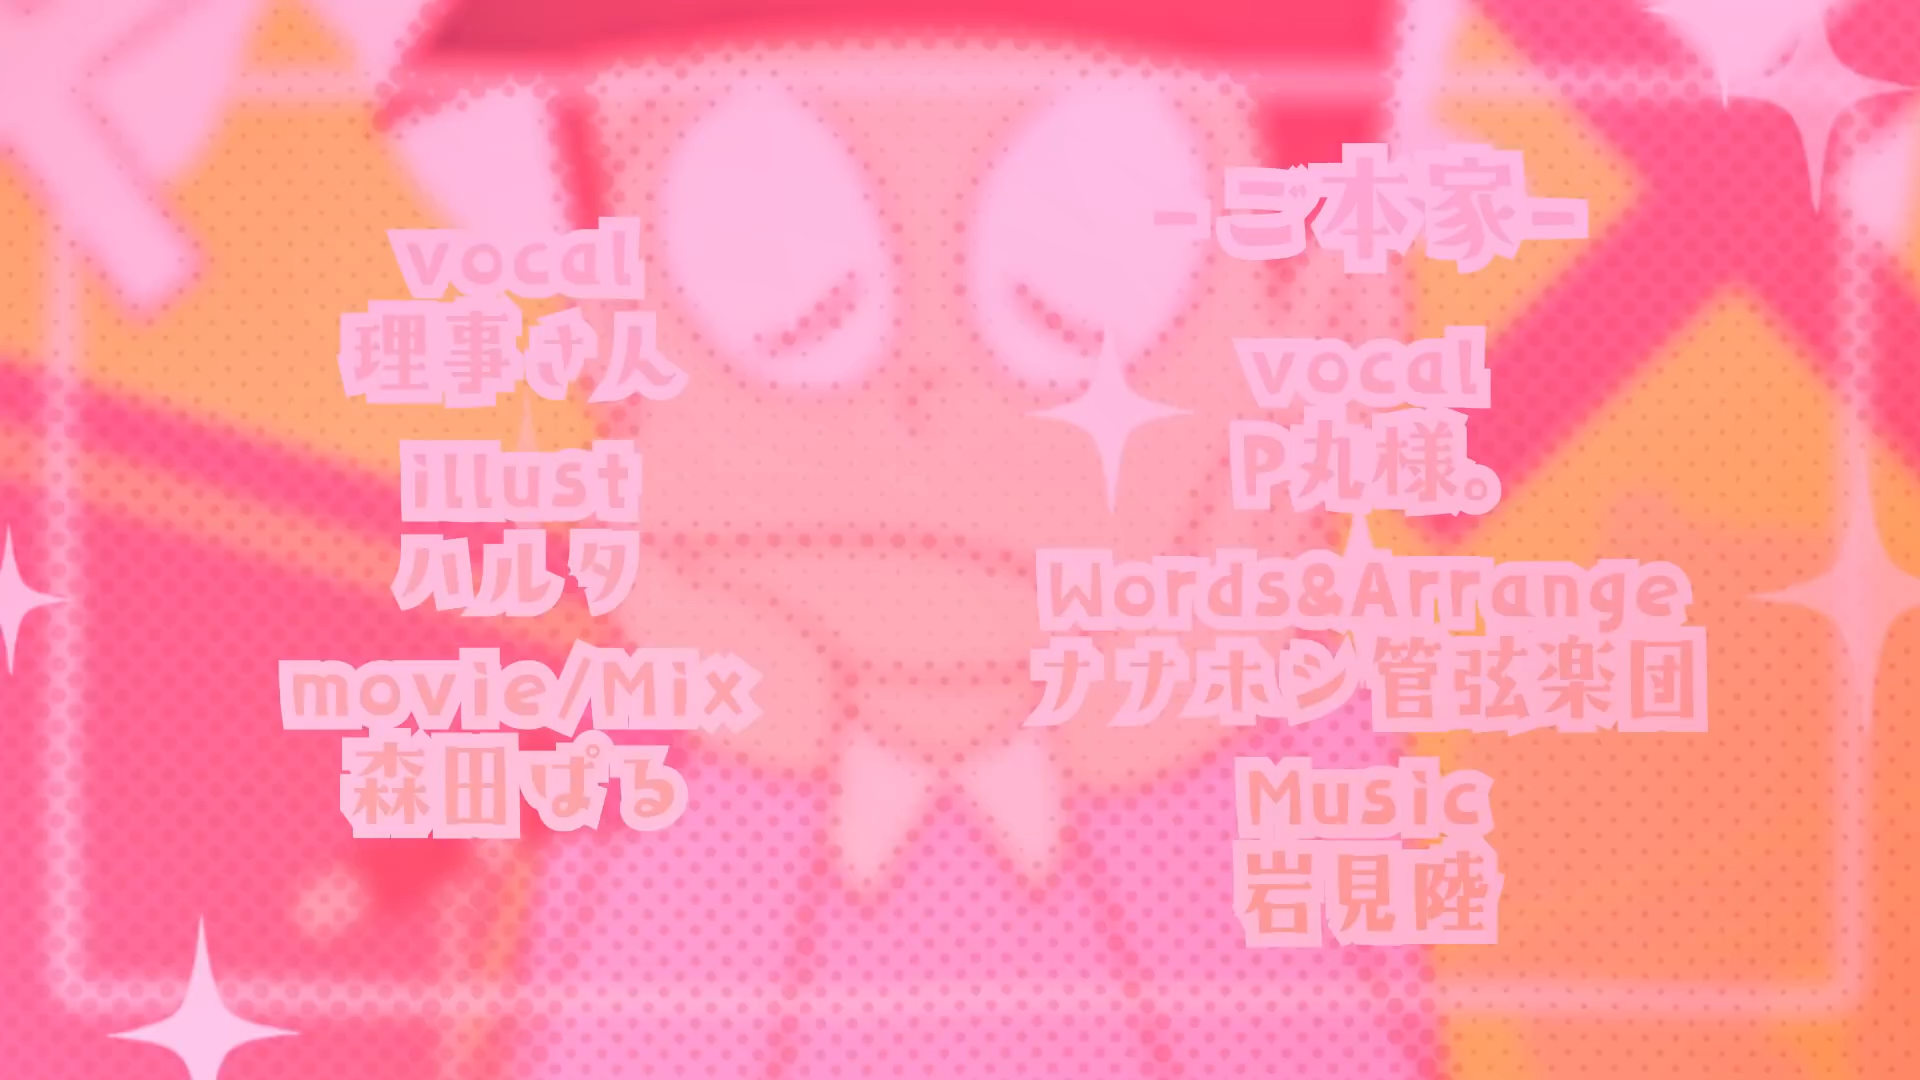 vocal
理事さん
illust
ハルタ
movie/Mix
森田ぱる
-ご本家-
vocal
P丸様。
Words&Arrange
ナナホシ管弦楽団
Music
岩見陸